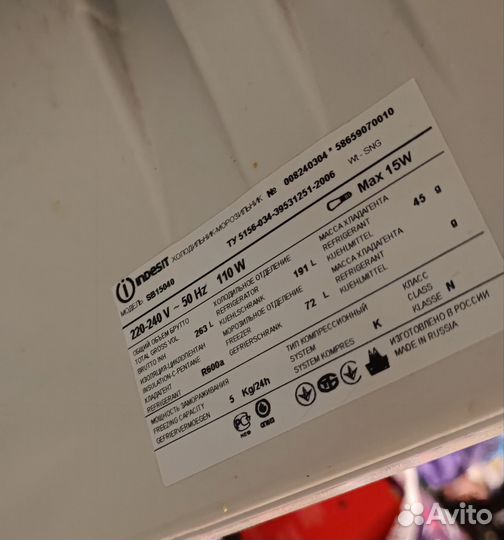 INDESIT ХОЛОДИЛЬНИК-МОРОЗИЛЬНИК № 008240304 * 58659070010
МОДЕЛЬ SB15040 ТУ 5156-034-39531251-2006 Wt - SNG
220-240 V ~ 50 Hz 110 W Max 15W
ОБЩИЙ ОБЪЕМ БРУТТО
TOTAL GROSS VOL 263 L
BRUTTO INH
ХОЛОДИЛЬНОЕ ОТДЕЛЕНИЕ
REFRIGERATOR 191 L
KUEHLSCHRANK
МАССА ХЛАДАГЕНТА
REFRIGERANT 45 g
KUEHLMITTEL
ИЗОЛЯЦИЯ-ЦИКЛОПЕНТАН
INSULATION-C-PENTANE
МОРОЗИЛЬНОЕ ОТДЕЛЕНИЕ
FREEZER 72 L
GEFRIERSCHRANK
МАССА ХЛАДАГЕНТА
REFRIGERANT g
KUEHLMITTEL
ХЛАДАГЕНТ
REFRIGERANT R600a
ТИП КОМПРЕССИОННЫЙ
SYSTEM K
SYSTEM KOMPRES
КЛАСС
CLASS N
KLASSE
МОЩНОСТЬ ЗАМОРАЖИВАНИЯ
FREEZING CAPACITY 5 Kg/24h
GEFRIERVERMOEGEN
ИЗГОТОВЛЕНО В РОССИИ
MADE IN RUSSIA
Avito